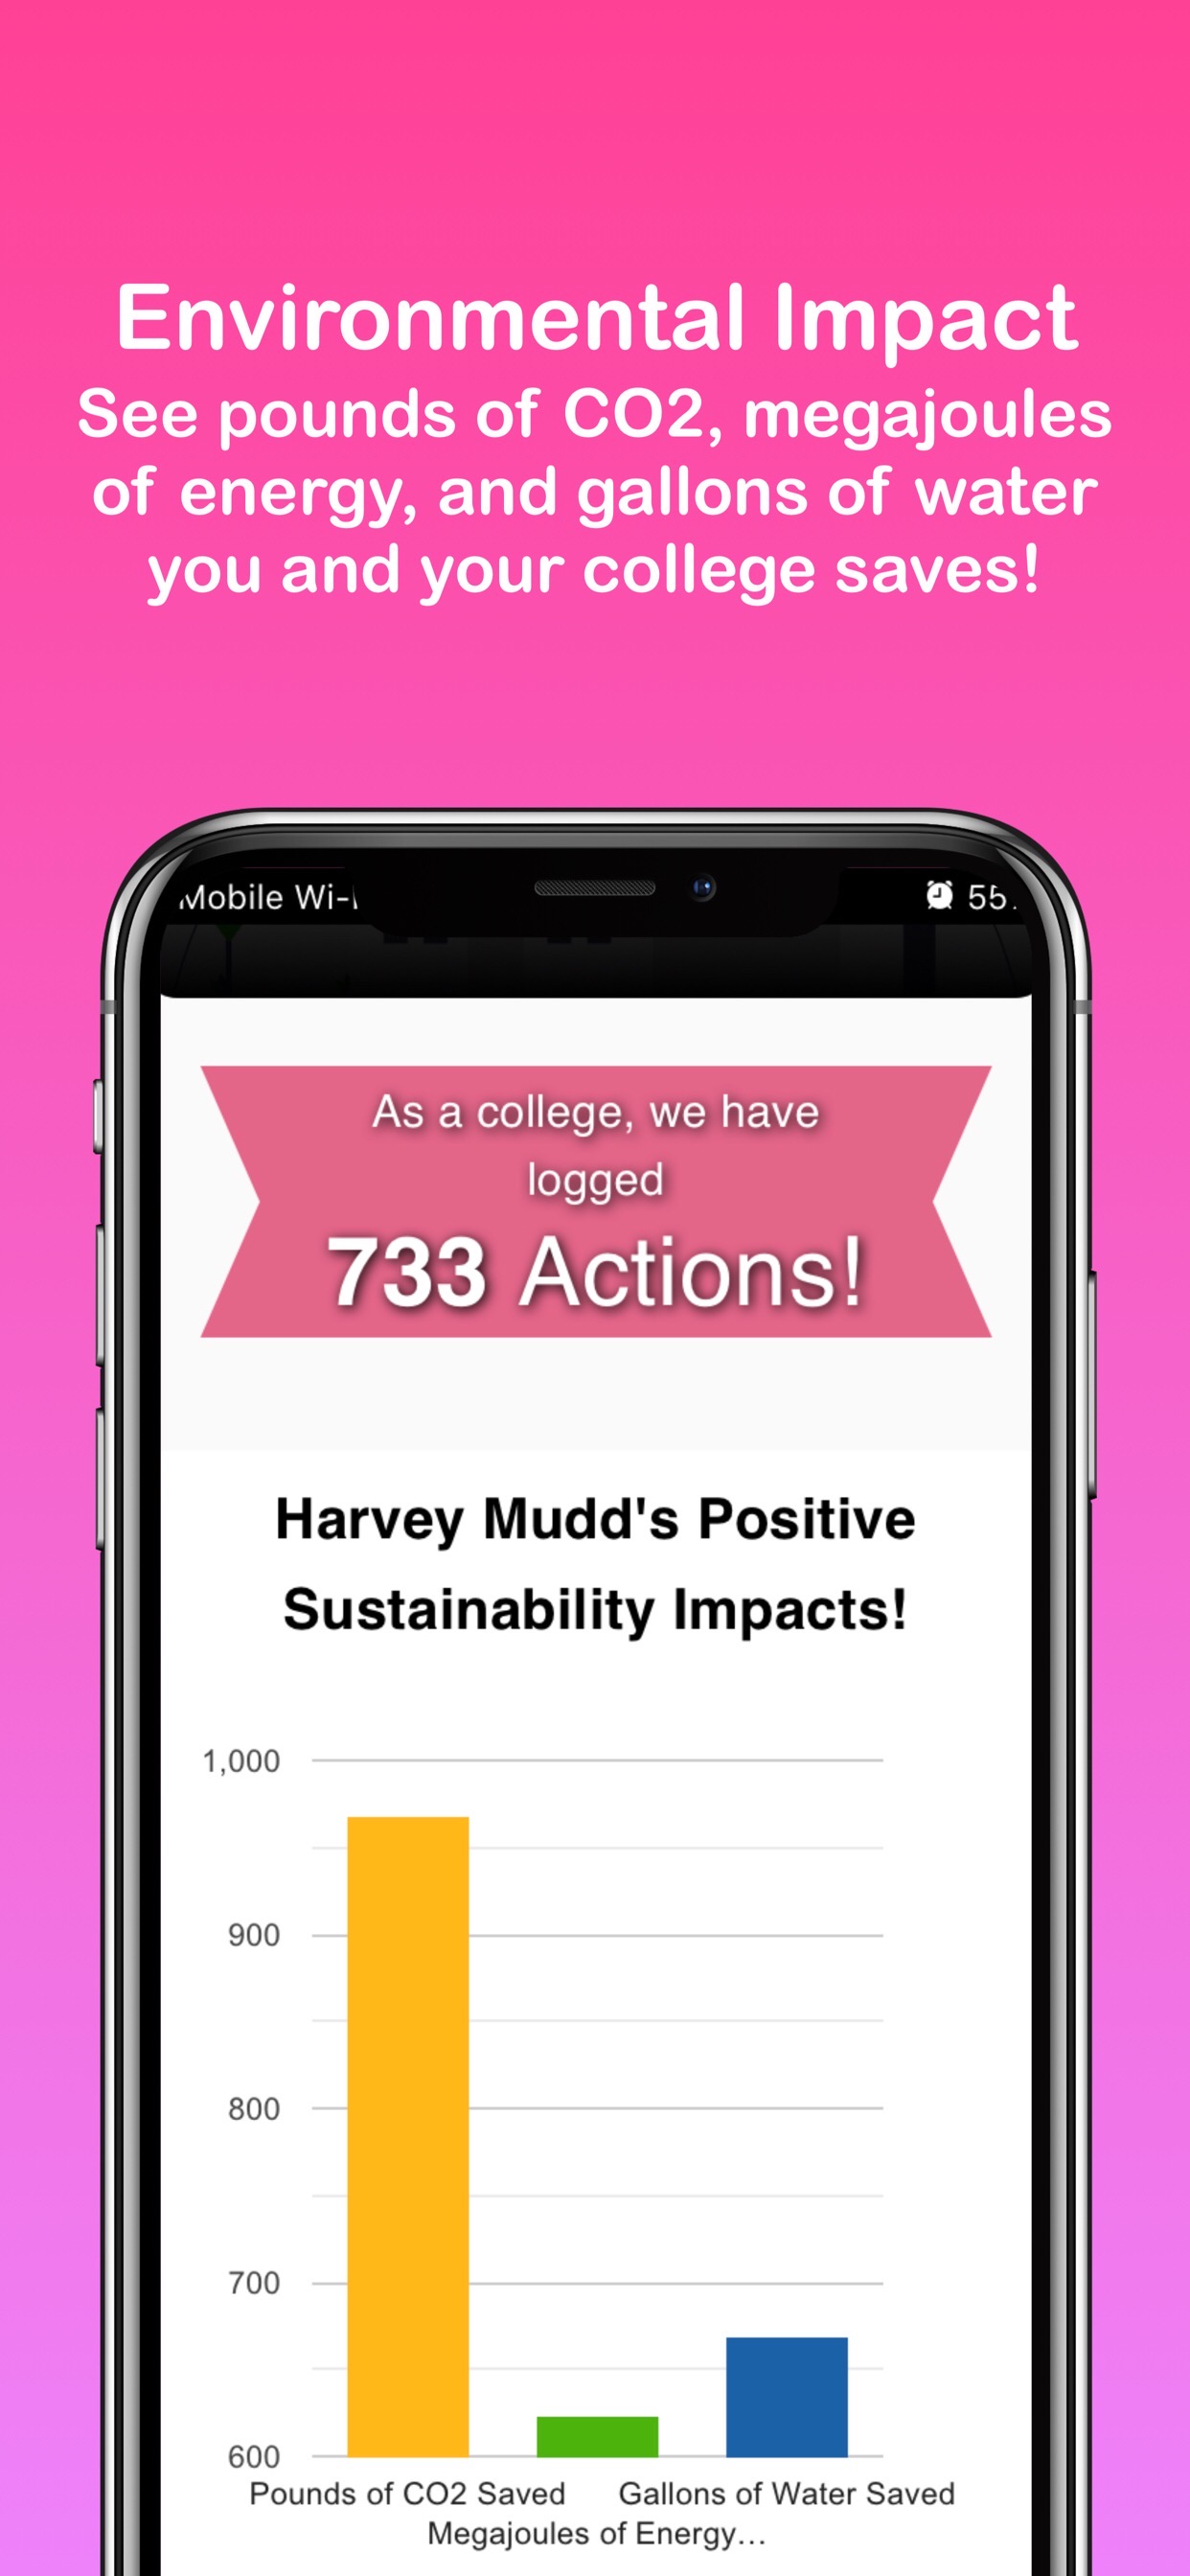 Environmental Impact
See pounds of CO2, megajoules
of energy, and gallons of water
you and your college saves!
Mobile Wi-
55
As a college, we have
logged
733 Actions!
Harvey Mudd's Positive
Sustainability Impacts!
1,000
900
800
700
600
Pounds of CO2 Saved
Gallons of Water Saved
Megajoules of Energy...